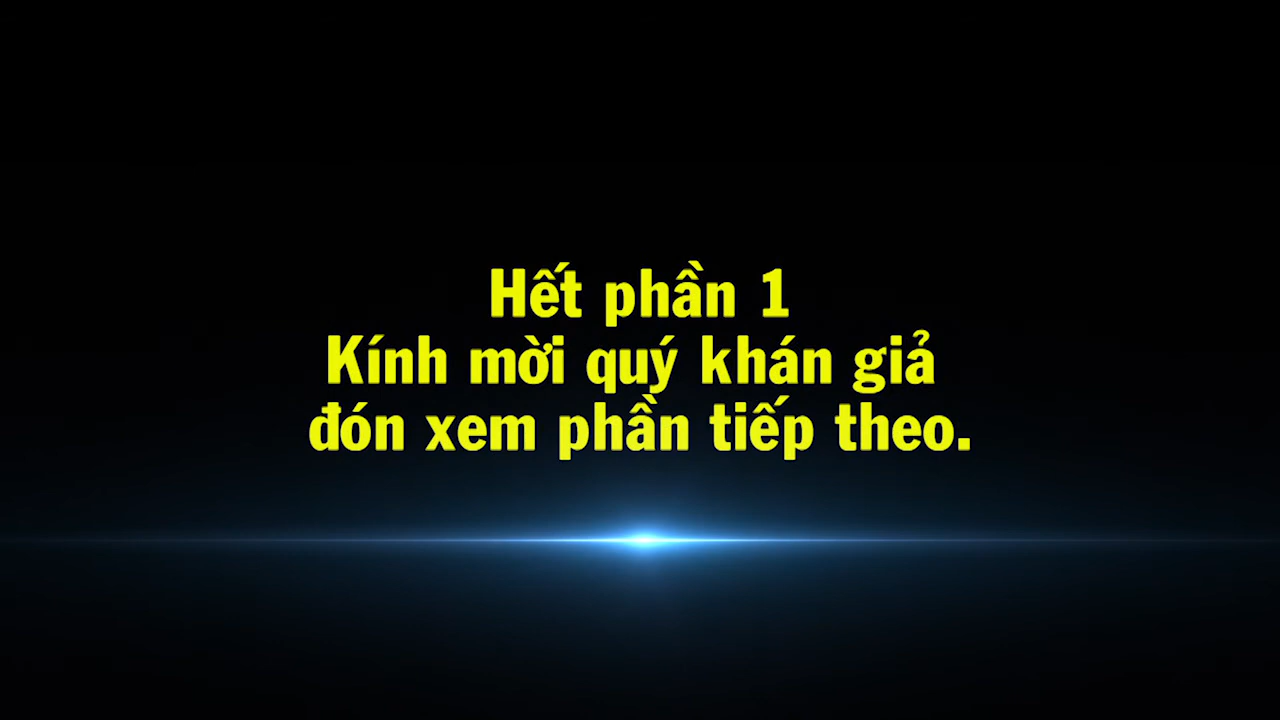 Hết phần 1
Kính mời quý khán giả
đón xem phần tiếp theo.